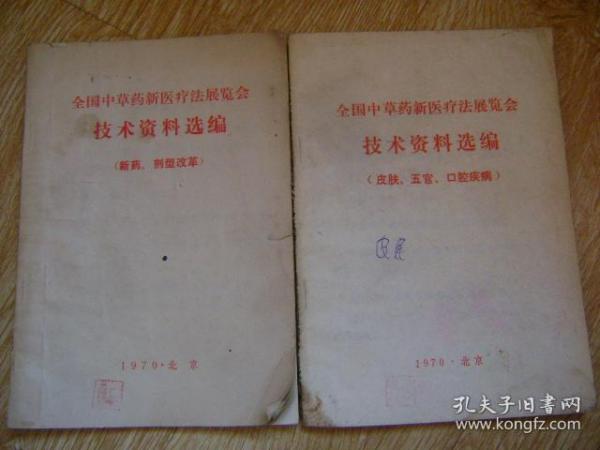 全国中草药新医疗法展览会
技术资料选编
（新药、剂型改革）
1970·北京
全国中草药新医疗法展览会
技术资料选编
（皮肤、五官、口腔疾病）
1970·北京
孔夫子旧书网
www.kongfz.com